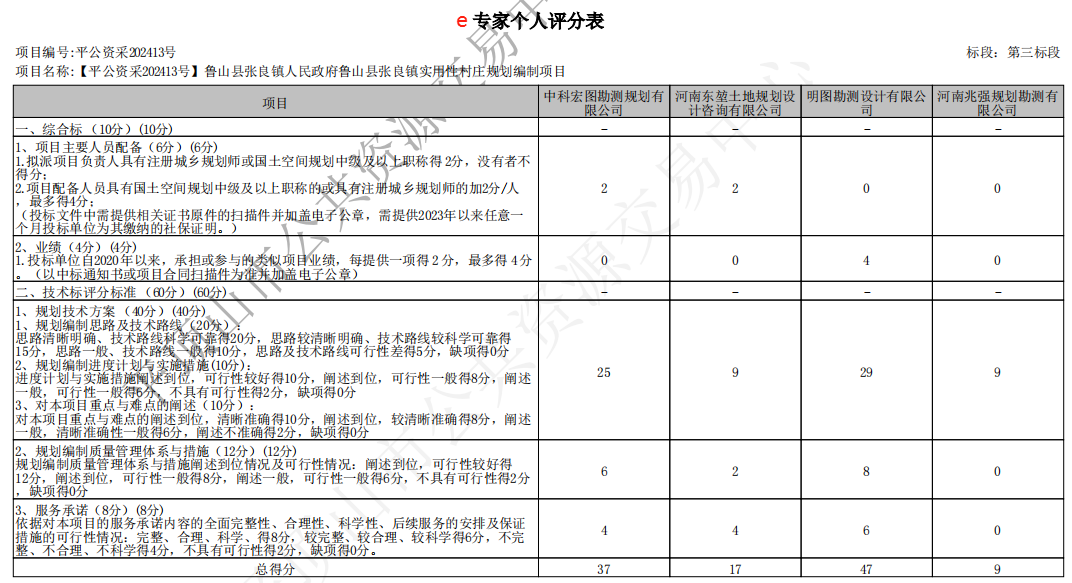 e 专家个人评分表
项目编号:平公资采202413号
标段：第三标段
项目名称:【平公资采202413号】鲁山县张良镇人民政府鲁山县张良镇实用性村庄规划编制项目
项目
中科宏图勘测规划有限公司
河南东堃土地规划设计咨询有限公司
明图勘测设计有限公司
河南兆强规划勘测有限公司
一、综合标（10分）(10分)
– – – –
1、项目主要人员配备（6分）(6分)
1.拟派项目负责人具有注册城乡规划师或国土空间规划中级及以上职称得 2分，没有者不
得分；
2.项目配备人员具有国土空间规划中级及以上职称的或具有注册城乡规划师的加2分/人
，最多得4分；
（投标文件中需提供相关证书原件的扫描件并加盖电子公章，需提供2023年以来任意一
个月投标单位为其缴纳的社保证明。）
2 2 0 0
2、业绩（4分）(4分)
1.投标单位自2020年以来，承担或参与的类似项目业绩，每提供一项得 2 分，最多得 4 分
。（以中标通知书或项目合同扫描件为准并加盖电子公章）
0 0 4 0
二、技术标评分标准（60分）(60分)
– – – –
1、规划技术方案（40分）(40分)
1、规划编制思路及技术路线（20分）：
思路清晰明确、技术路线科学可靠得20分，思路较清晰明确、技术路线较科学可靠得
15分，思路一般、技术路线一般得10分，思路及技术路线可行性差得5分，缺项得0分
2、规划编制进度计划与实施措施(10分)：
进度计划与实施措施阐述到位，可行性较好得10分，阐述到位，可行性一般得8分，阐述
一般，可行性一般得6分，不具有可行性得2分，缺项得0分
3、对本项目重点与难点的阐述（10分）：
对本项目重点与难点的阐述到位，清晰准确得10分，阐述到位，较清晰准确得8分，阐述
一般，清晰准确性一般得6分，阐述不准确得2分，缺项得0分
25 9 29 9
2、规划编制质量管理体系与措施（12分）(12分)
规划编制质量管理体系与措施阐述到位情况及可行性情况：阐述到位，可行性较好得
12分，阐述到位，可行性一般得8分，阐述一般，可行性一般得6分，不具有可行性得2分
，缺项得0分
6 2 8 0
3、服务承诺（8分）(8分)
依据对本项目的服务承诺内容的全面完整性、合理性、科学性、后续服务的安排及保证
措施的可行性情况：完整、合理、科学、得8分，较完整、较合理、较科学得6分，不完
整、不合理、不科学得4分，不具有可行性得2分，缺项得0分。
4 4 6 0
总得分 37 17 47 9
平顶山市公共资源交易中心